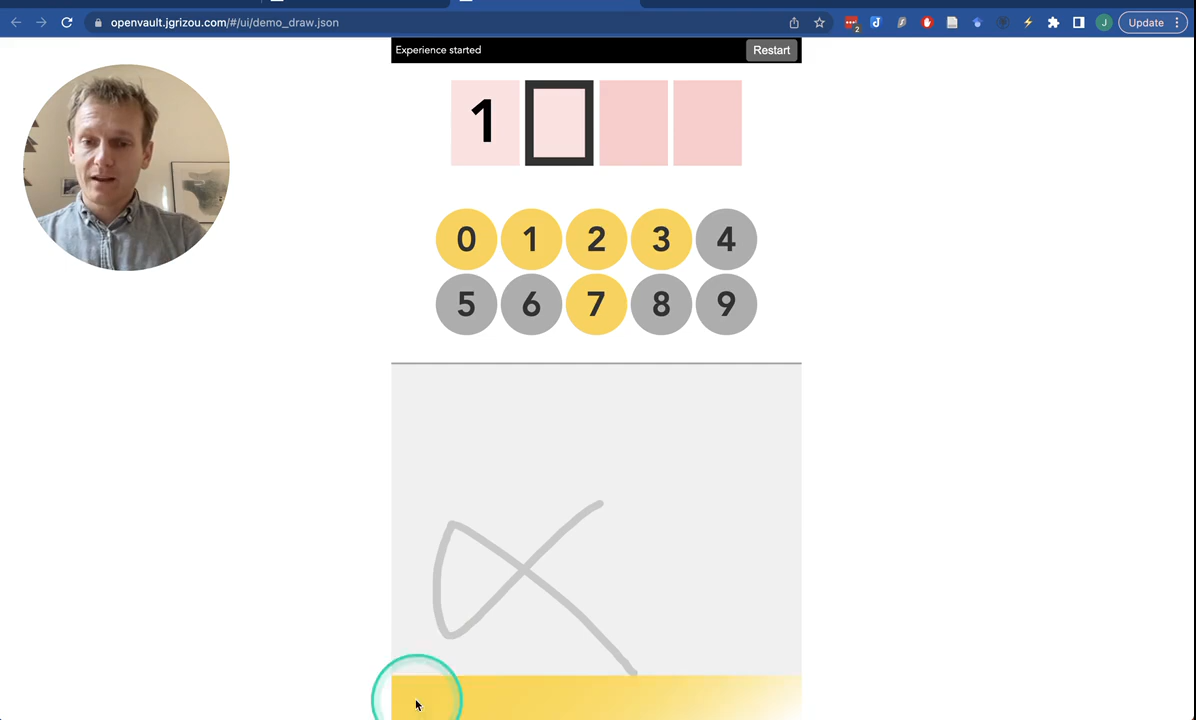 openvault.jgrizou.com/#/ui/demo_draw.json
2
J
Update
Experience started
Restart
1
0 1 2 3 4
5 6 7 8 9